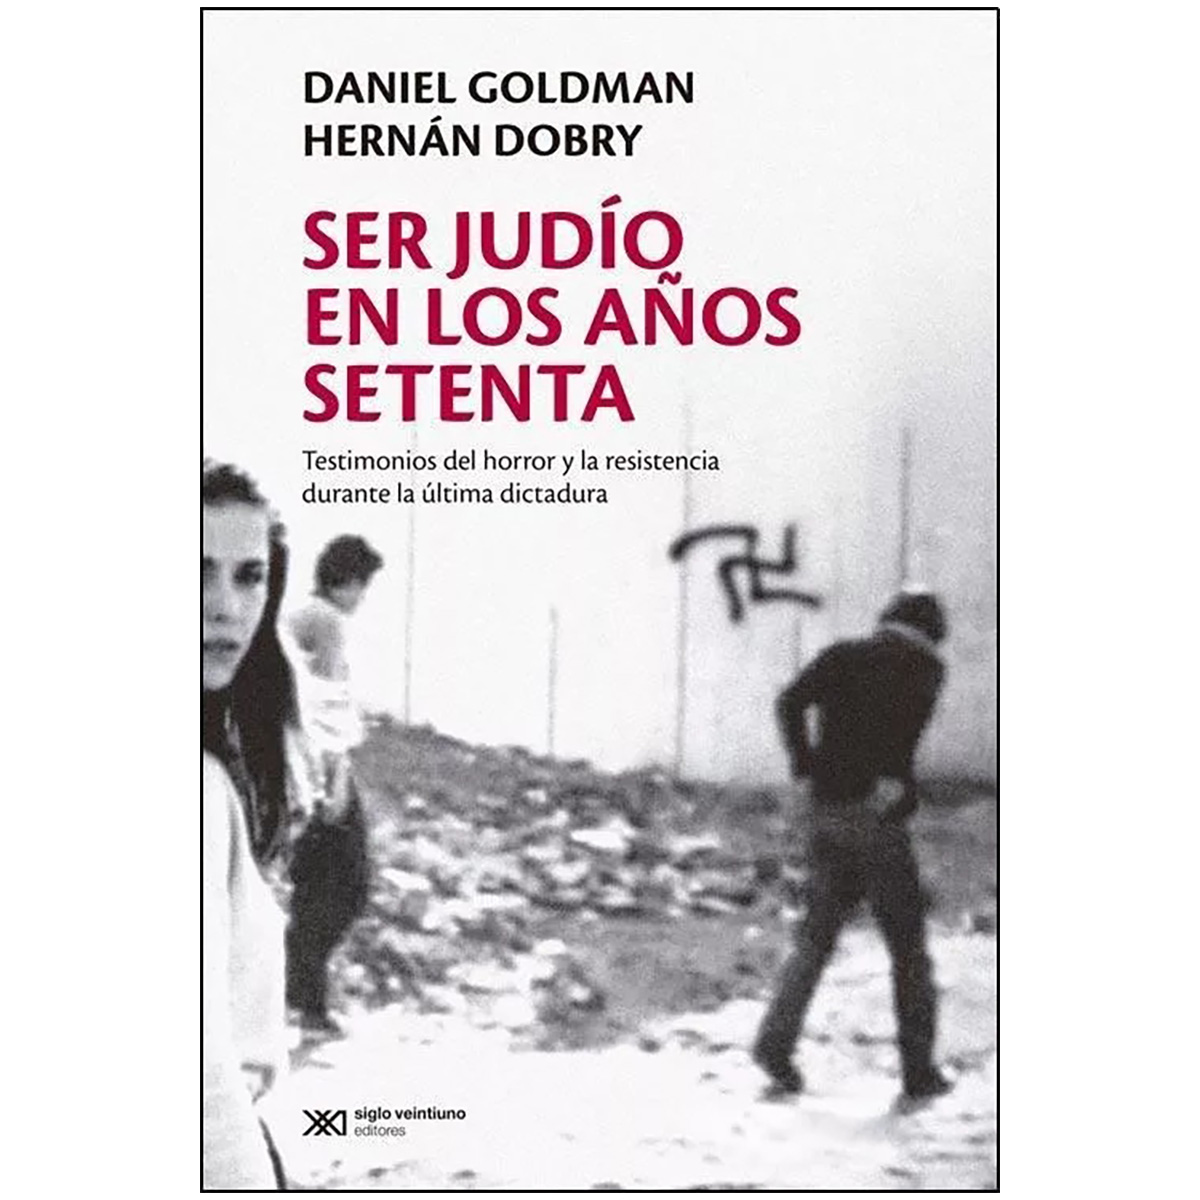 DANIEL GOLDMAN
HERNÁN DOBRY
SER JUDÍO
EN LOS AÑOS
SETENTA
Testimonios del horror y la resistencia
durante la última dictadura
siglo veintiuno
editores